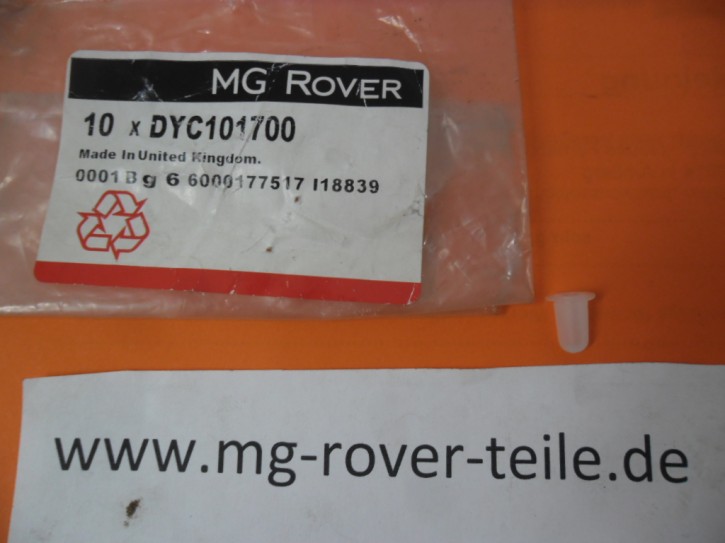 MG ROVER
10 x DYC101700
Made In United Kingdom.
0001 B g 6 6000177517 I18839
www.mg-rover-teile.de